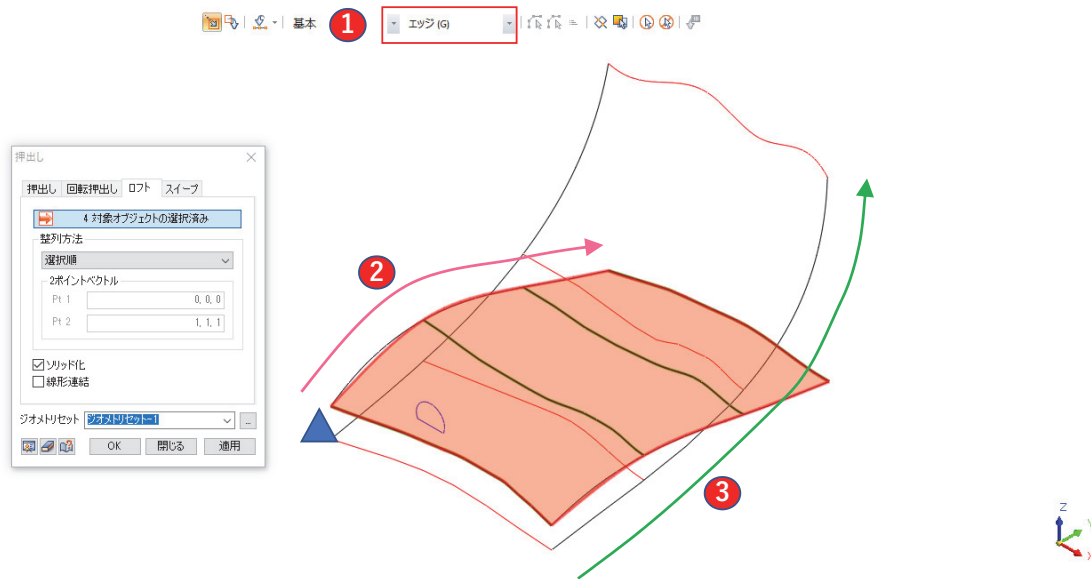 基本
1
エッジ (G)
押出し
押出し 回転押出し ロフト スイープ
4 対象オブジェクトの選択済み
整列方法
選択順
2ポイントベクトル
Pt 1 0, 0, 0
Pt 2 1, 1, 1
ソリッド化
線形連結
ジオメトリセット ジオメトリセット-1 ...
OK 閉じる 適用
2
3
Z
Y
X